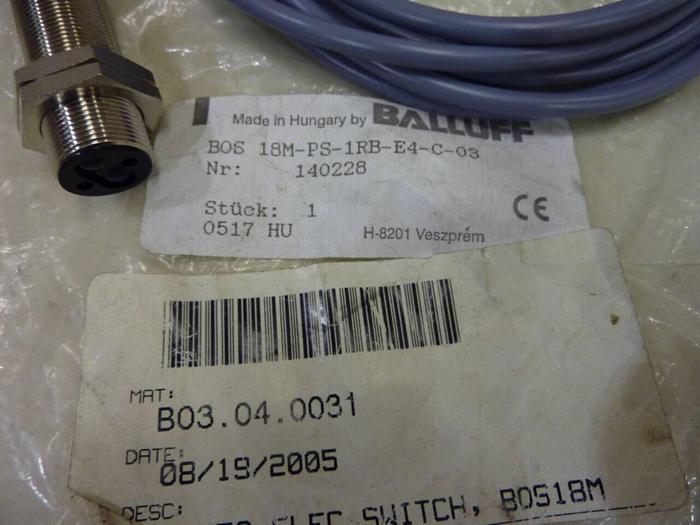 Made in Hungary by BALLUFF
BOS 18M-PS-1RB-E4-C-03
Nr: 140228
Stück: 1
0517 HU
CE
H-8201 Veszprém
MAT:
B03.04.0031
DATE:
08/19/2005
DESC:
ELEC SWITCH, BOS18M